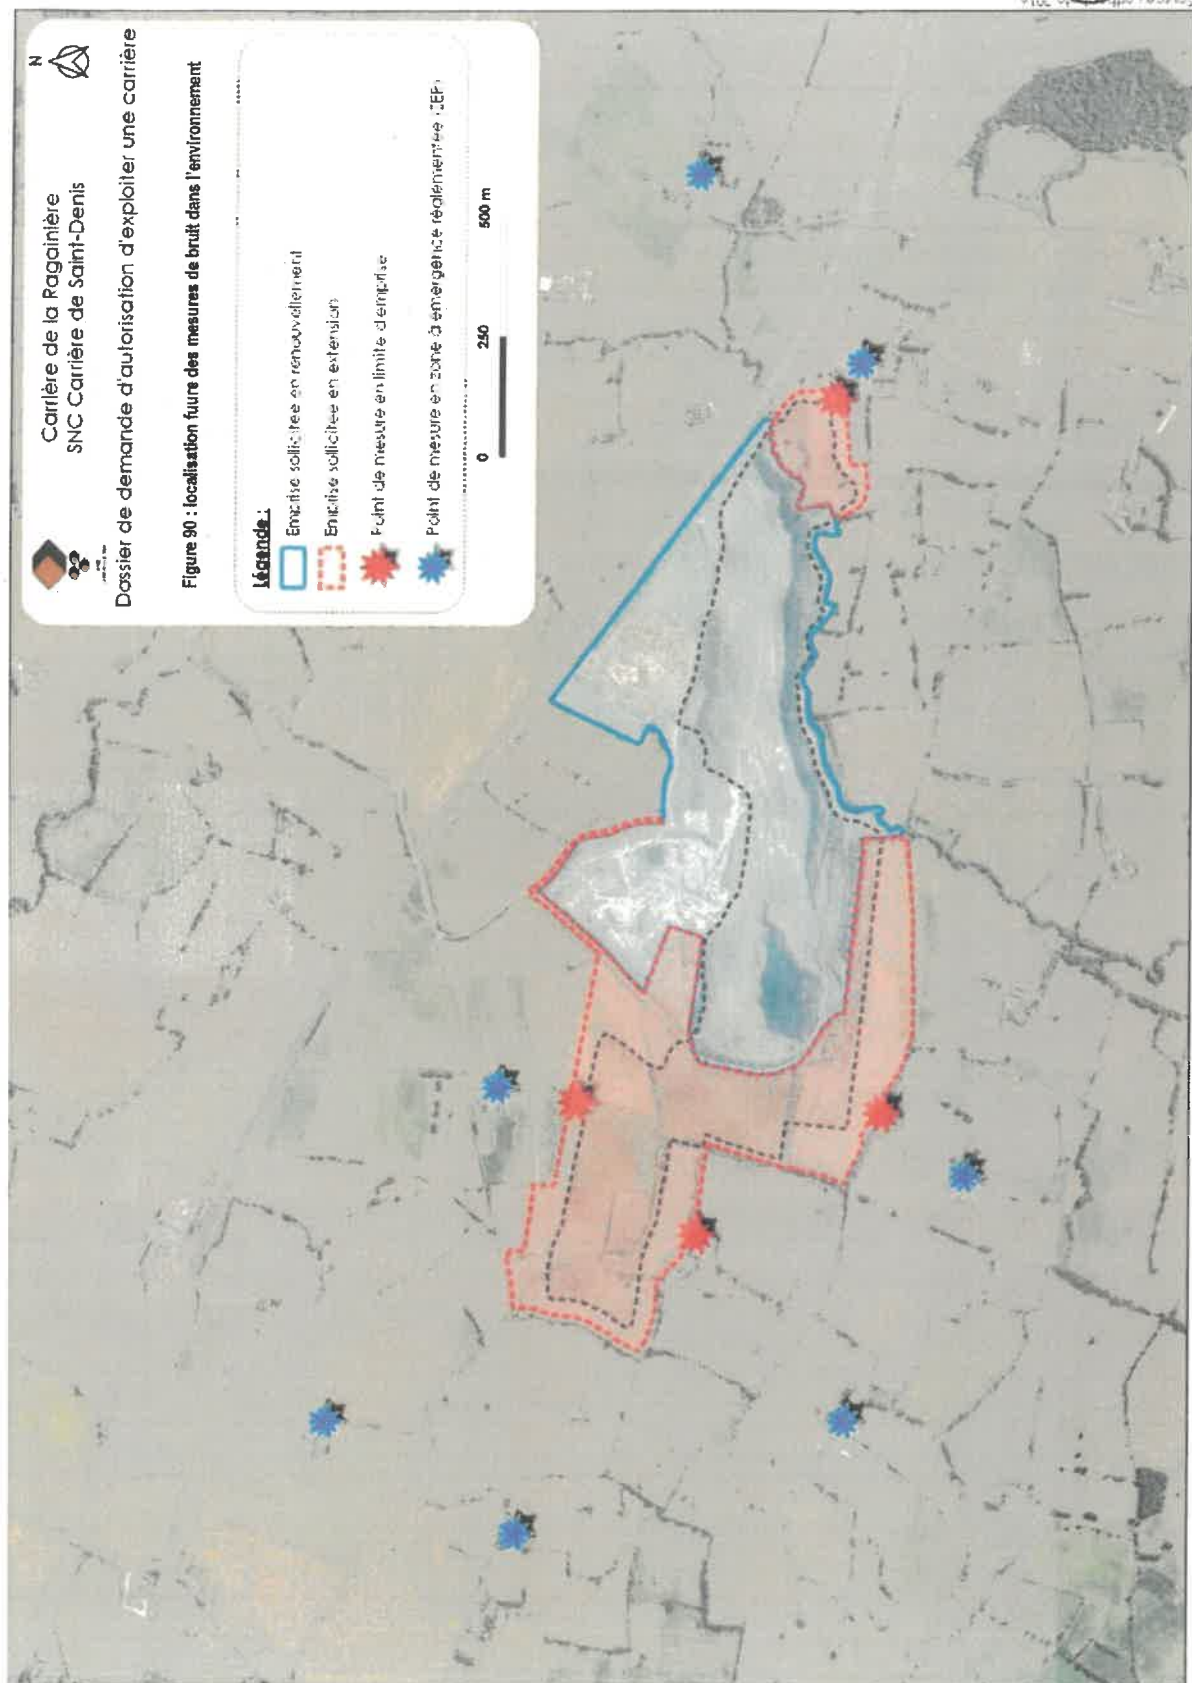 N
Carrière de la Ragoinière
SNC Carrière de Saint-Denis
Dossier de demande d'autorisation d'exploiter une carrière
Figure 90 : localisation future des mesures de bruit dans l'environnement
Légende :
Emprise sollicitée en renouvellement
Emprise sollicitée en extension
Point de mesure en limite d'emprise
Point de mesure en zone à émergence réglementée (ZER)
0 250 500 m